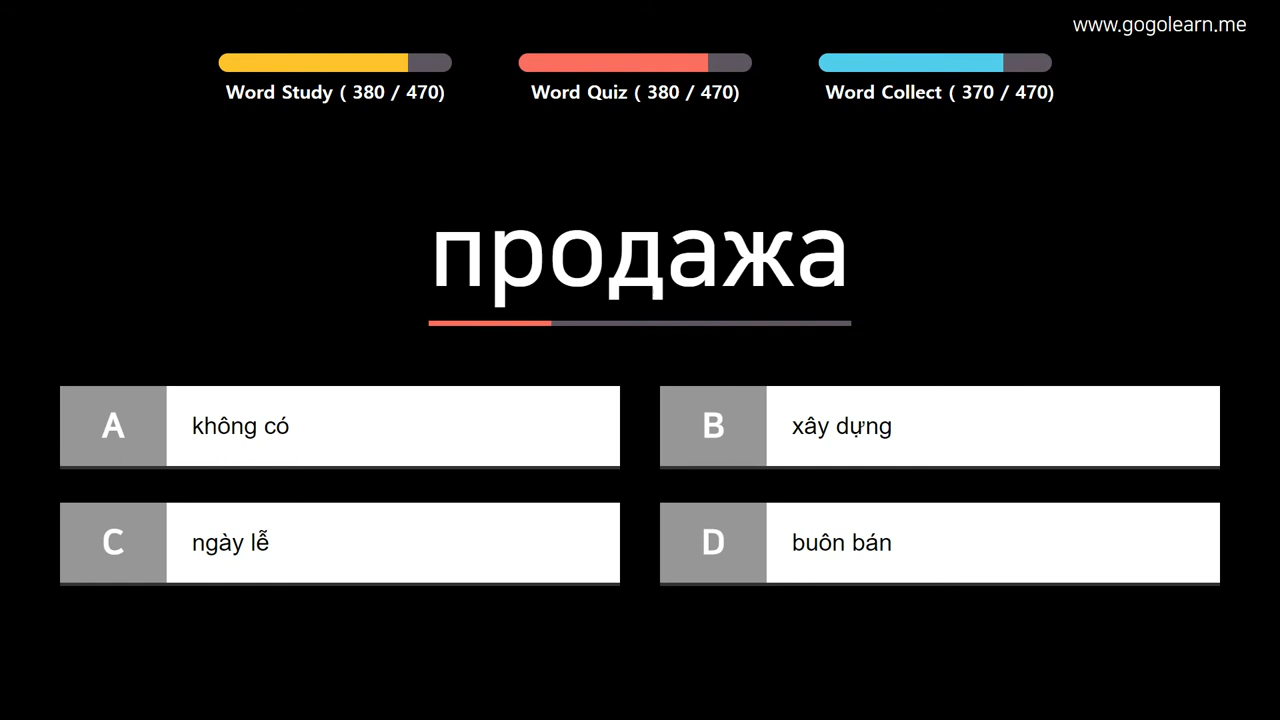 www.gogolearn.me
Word Study ( 380 / 470)
Word Quiz ( 380 / 470)
Word Collect ( 370 / 470)
продажа
A không có
B xây dựng
C ngày lễ
D buôn bán